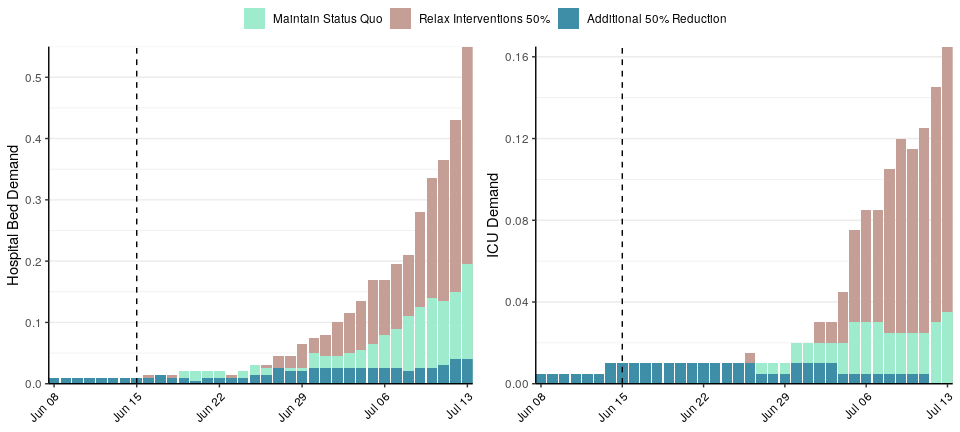 Maintain Status Quo Relax Interventions 50% Additional 50% Reduction
Hospital Bed Demand
0.5
0.4
0.3
0.2
0.1
0.0
Jun 08 Jun 15 Jun 22 Jun 29 Jul 06 Jul 13
ICU Demand
0.16
0.12
0.08
0.04
0.00
Jun 08 Jun 15 Jun 22 Jun 29 Jul 06 Jul 13